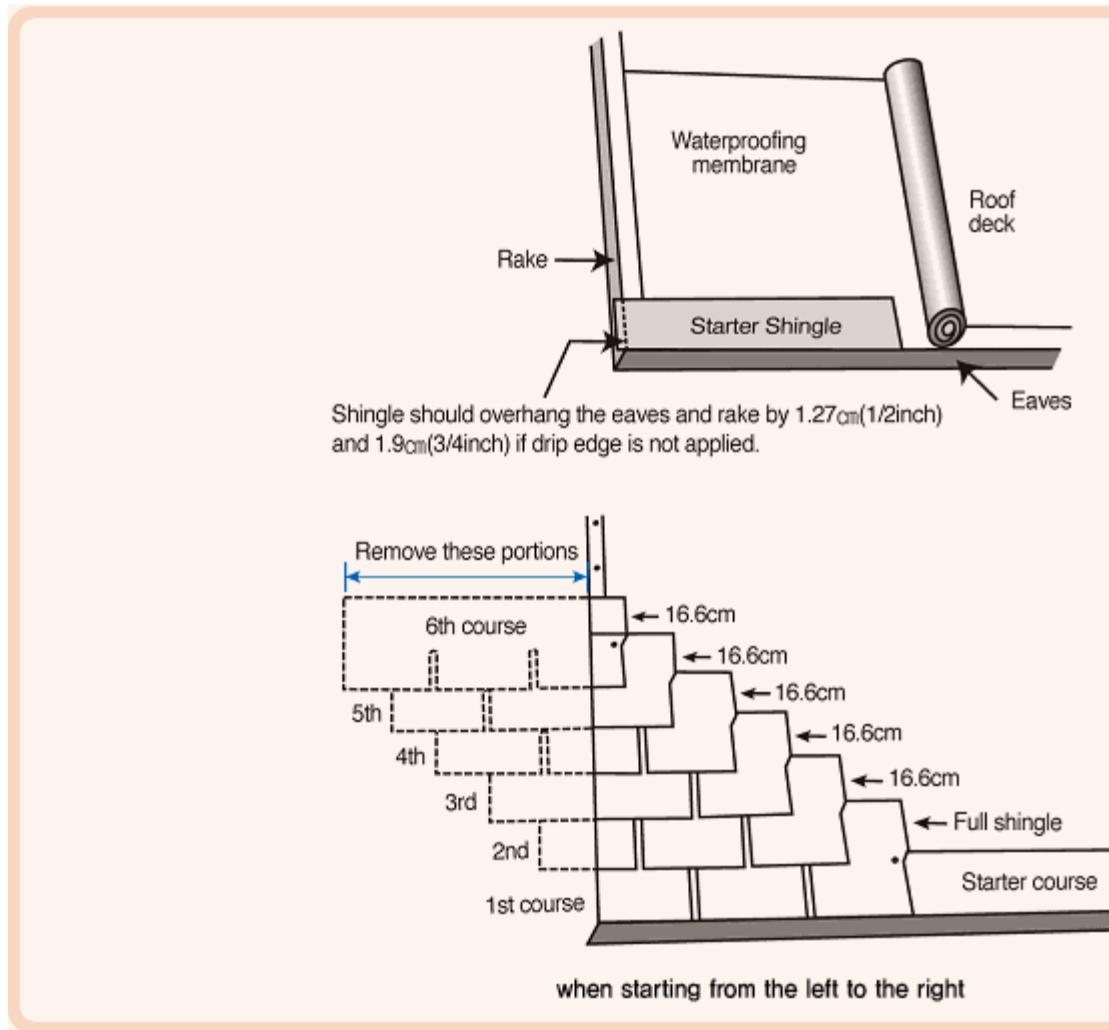 Waterproofing
membrane
Roof
deck
Rake
Starter Shingle
Eaves
Shingle should overhang the eaves and rake by 1.27㎝(1/2inch)
and 1.9㎝(3/4inch) if drip edge is not applied.
Remove these portions
6th course
16.6cm
16.6cm
5th
16.6cm
4th
16.6cm
3rd
16.6cm
2nd
Full shingle
1st course
Starter course
when starting from the left to the right